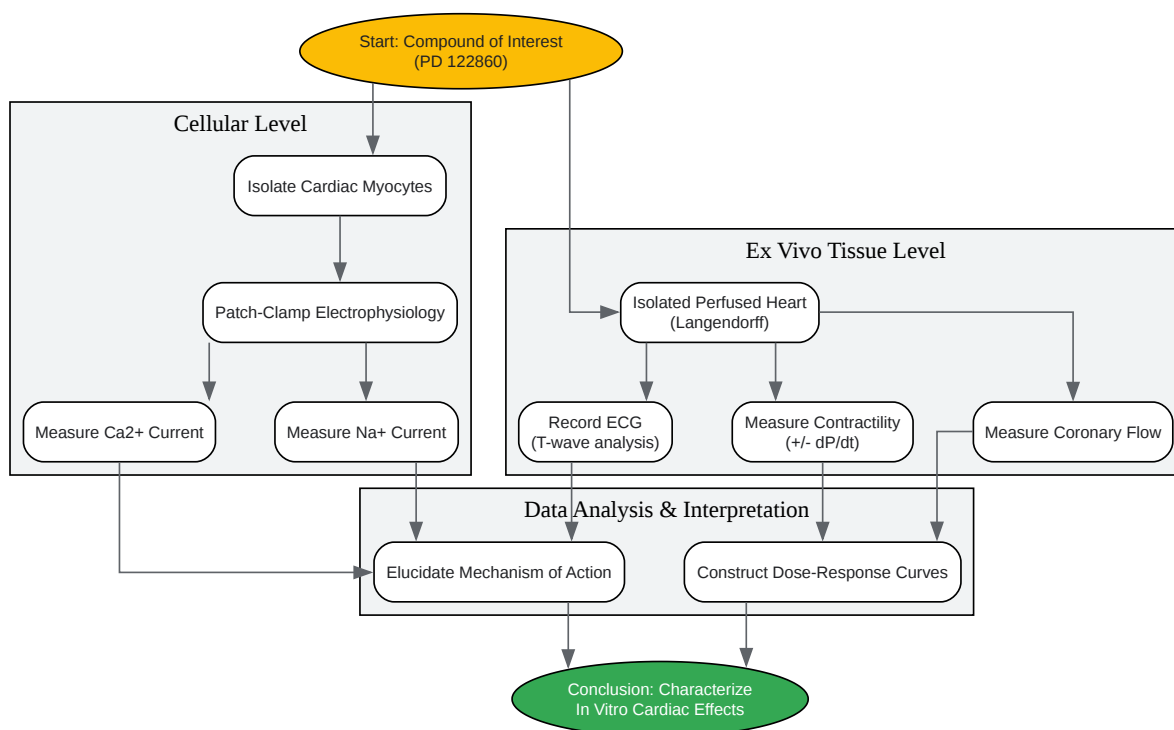 Start: Compound of Interest
(PD 122860)
Cellular Level
Isolate Cardiac Myocytes
Patch-Clamp Electrophysiology
Measure Ca2+ Current
Measure Na+ Current
Ex Vivo Tissue Level
Isolated Perfused Heart
(Langendorff)
Record ECG
(T-wave analysis)
Measure Contractility
(+/- dP/dt)
Measure Coronary Flow
Data Analysis & Interpretation
Elucidate Mechanism of Action
Construct Dose-Response Curves
Conclusion: Characterize
In Vitro Cardiac Effects